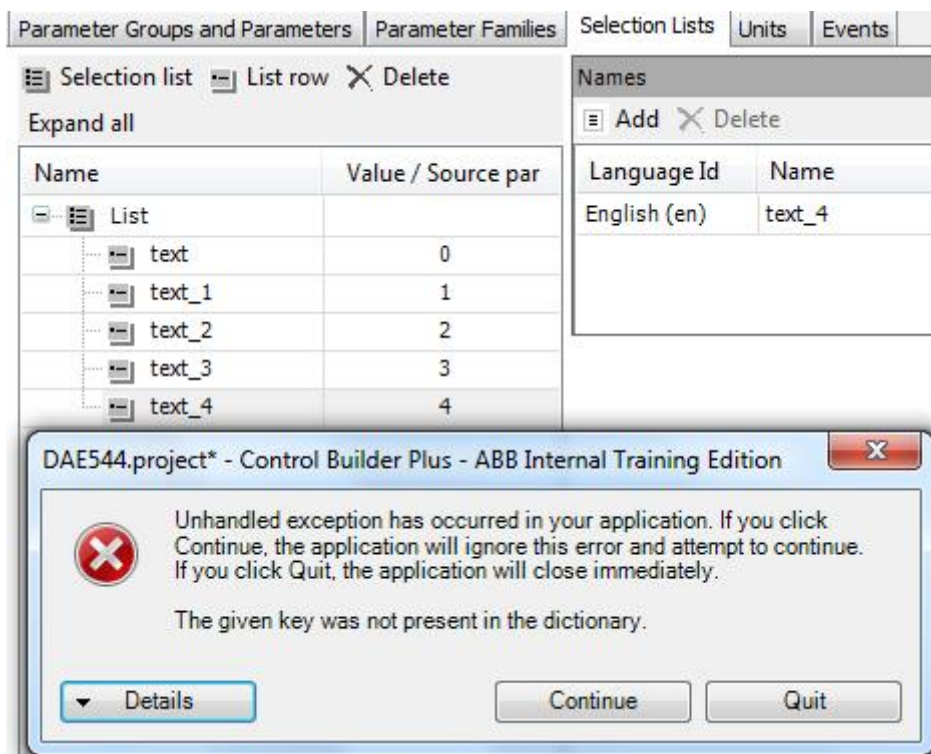 Parameter Groups and Parameters Parameter Families Selection Lists Units Events
Selection list List row Delete
Expand all
Name Value / Source par
List
text 0
text_1 1
text_2 2
text_3 3
text_4 4
Names
Add Delete
Language Id Name
English (en) text_4
DAE544.project* - Control Builder Plus - ABB Internal Training Edition
Unhandled exception has occurred in your application. If you click
Continue, the application will ignore this error and attempt to continue.
If you click Quit, the application will close immediately.
The given key was not present in the dictionary.
Details Continue Quit